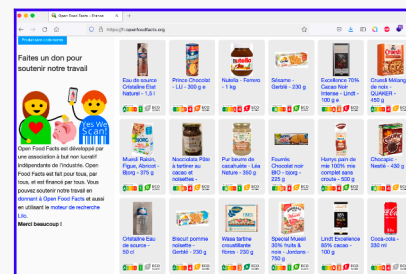 Open Food Facts - France
https://fr.openfoodfacts.org
Faites un don pour
soutenir notre travail
Yes We
Scan!
Open Food Facts est développé par
une association à but non lucratif
indépendante de l'industrie. Open
Food Facts est fait pour tous, par
tous, et est financé par tous. Vous
pouvez soutenir notre travail en
donnant à Open Food Facts et aussi
en utilisant le moteur de recherche
Lilo.
Merci beaucoup !
Eau de source
Cristaline Etat
Naturel - 1,5 l
Prince Chocolat
- LU - 300 g e
Nutella - Ferrero
- 1 kg
Sésame -
Gerblé - 230 g
Excellence 70%
Cacao Noir
Intense - Lindt -
100 g e
Cruesli Mélange
de noix -
QUAKER -
450 g
Muesli Raisin,
Figue, Abricot -
Bjorg - 375 g
Nocciolata Pâte
à tartiner au
cacao et
noisettes -
Pur beurre de
cacahuète - Léa
Nature - 350 g
Fourrés
Chocolat noir
BIO - bjorg -
225 g
Harrys pain de
mie 100% mie
complet sans
croute - 500 g
Chocapic -
Nestlé - 430 g
Cristaline Eau
de source -
50 cl
Biscuit pomme
noisette -
Gerblé - 230 g
Wasa tartine
croustillante
fibres - 230 g
Spécial Muesli
30% fruits &
noix - Jordans -
750 g
Lindt Excellence
85% cacao -
100 g
Coca-cola -
330 ml